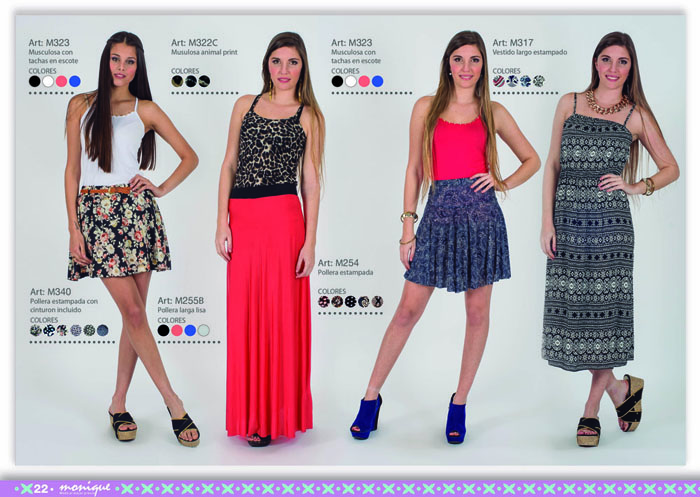 Art: M323
Musculosa con
tachas en escote
COLORES
Art: M322C
Musulosa animal print
COLORES
Art: M323
Musculosa con
tachas en escote
COLORES
Art: M317
Vestido largo estampado
COLORES
Art: M340
Pollera estampada con
cinturon incluido
COLORES
Art: M255B
Pollera larga lisa
COLORES
Art: M254
Pollera estampada
COLORES
22 monique